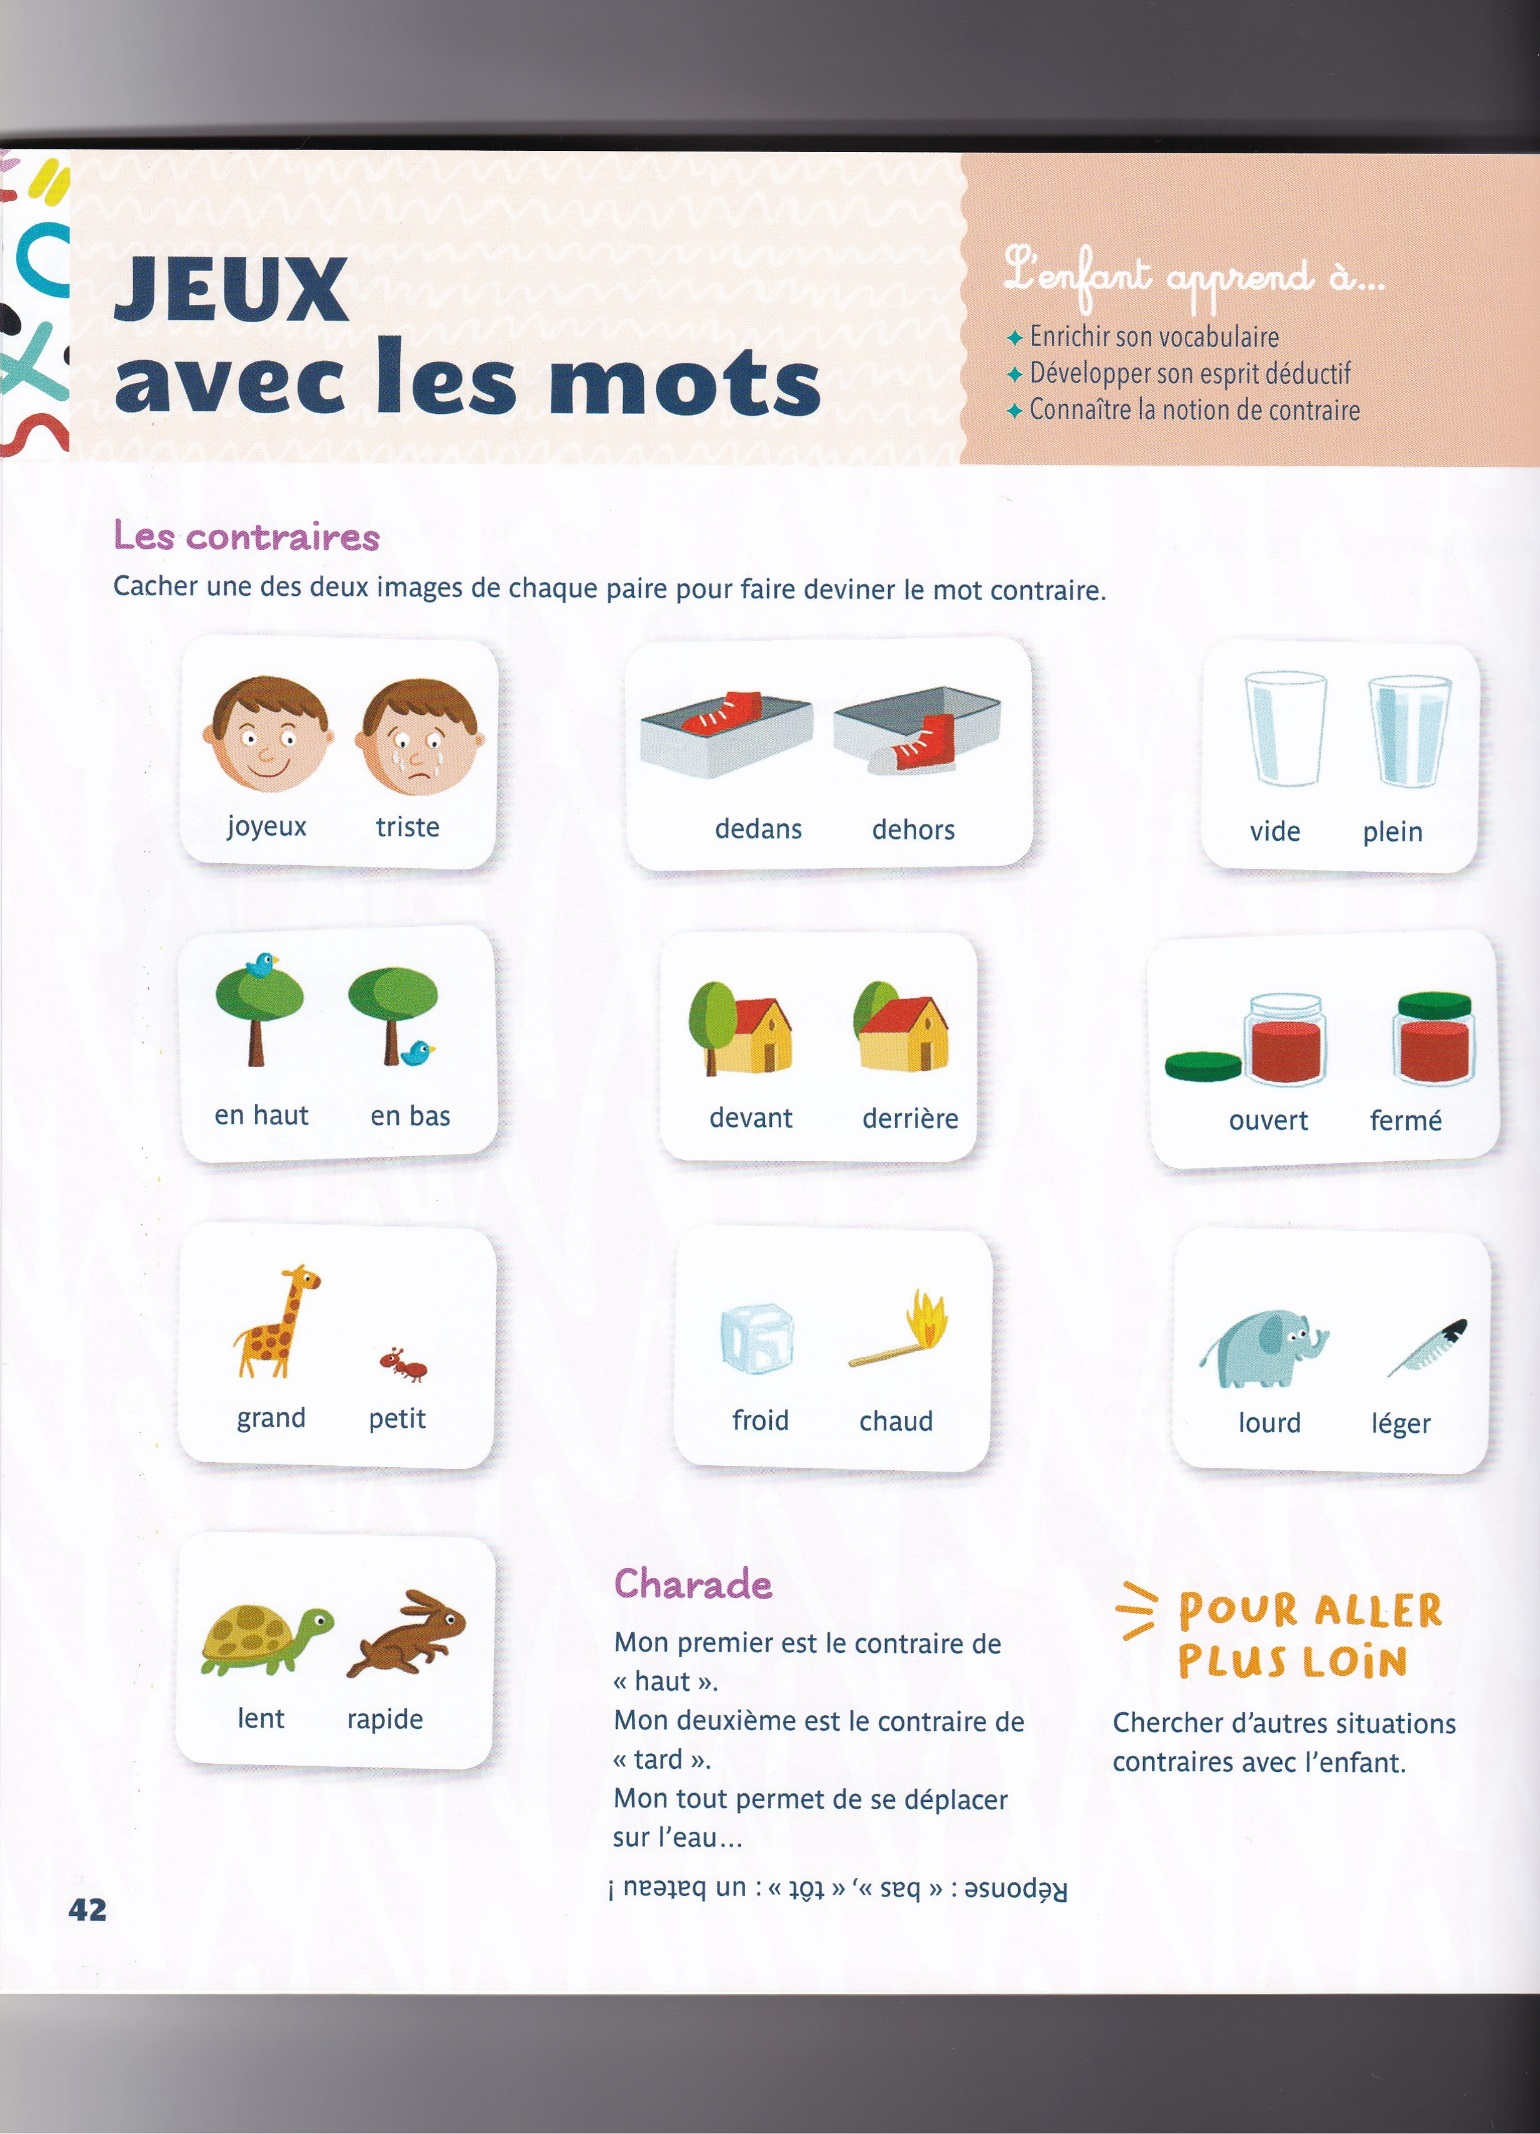 JEUX
avec les mots
L'enfant apprend à...
✦ Enrichir son vocabulaire
✦ Développer son esprit déductif
✦ Connaître la notion de contraire
Les contraires
Cacher une des deux images de chaque paire pour faire deviner le mot contraire.
joyeux triste
dedans dehors
vide plein
en haut en bas
devant derrière
ouvert fermé
grand petit
froid chaud
lourd léger
lent rapide
Charade
Mon premier est le contraire de
« haut ».
Mon deuxième est le contraire de
« tard ».
Mon tout permet de se déplacer
sur l'eau...
Réponse : « bas », « tôt » : un bateau !
POUR ALLER
PLUS LOiN
Chercher d'autres situations
contraires avec l'enfant.
42